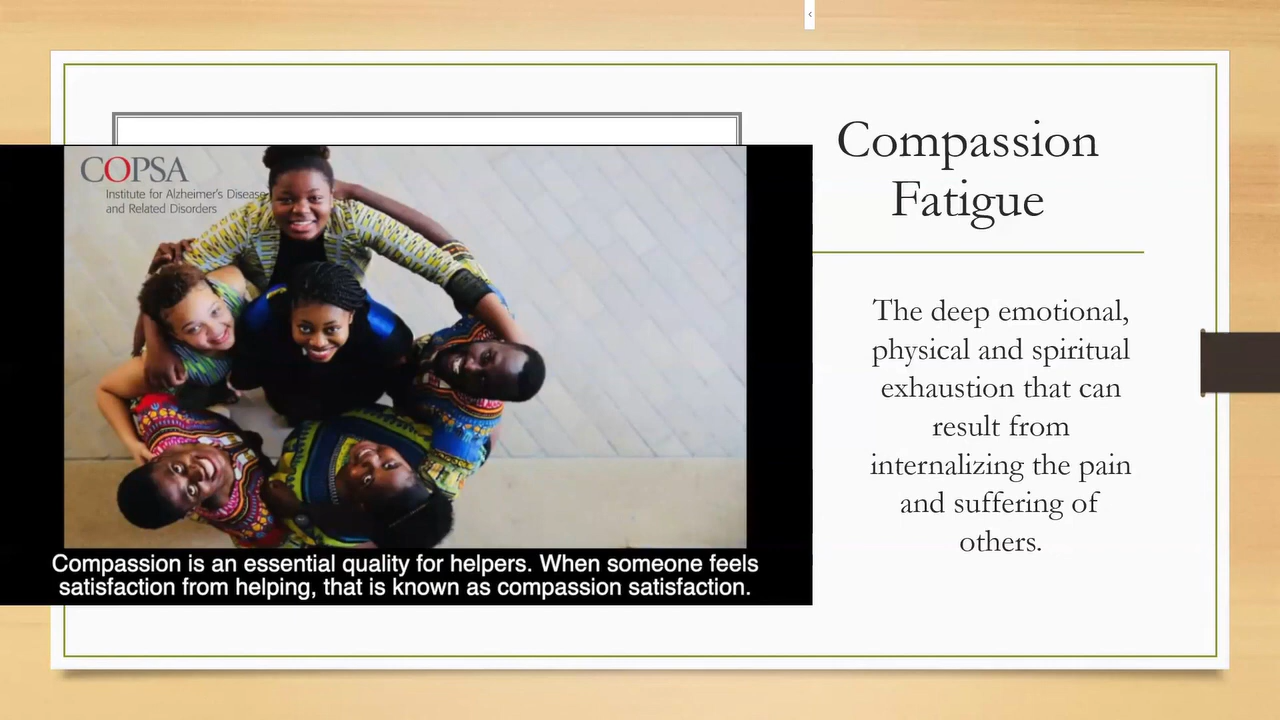 COPSA
Institute for Alzheimer's Disease
and Related Disorders
Compassion is an essential quality for helpers. When someone feels
satisfaction from helping, that is known as compassion satisfaction.
Compassion
Fatigue
The deep emotional,
physical and spiritual
exhaustion that can
result from
internalizing the pain
and suffering of
others.